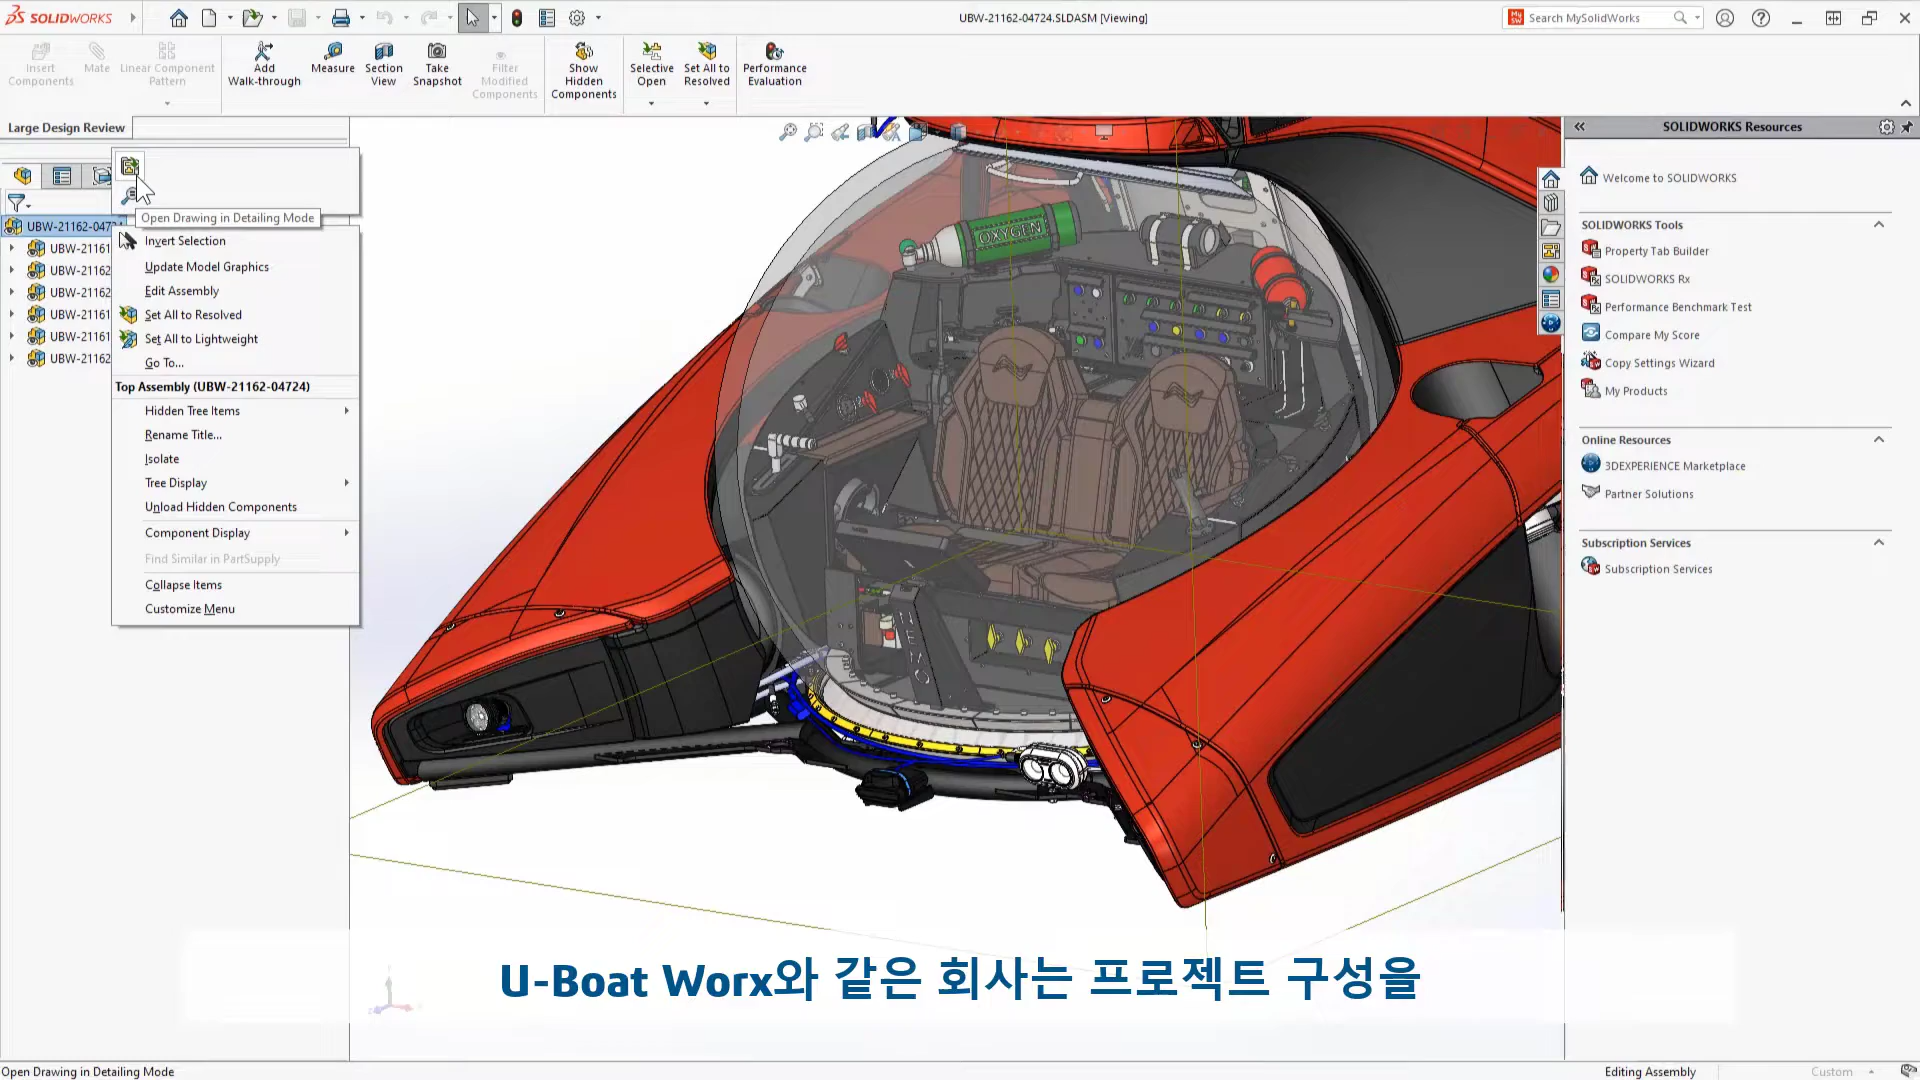 SOLIDWORKS
UBW-21162-04724.SLDASM [Viewing]
Search MySolidWorks
Insert Components
Mate
Linear Component Pattern
Add Walk-through
Measure
Section View
Take Snapshot
Filter Modified Components
Show Hidden Components
Selective Open
Set All to Resolved
Performance Evaluation
Large Design Review
Open Drawing in Detailing Mode
UBW-21162-0472
UBW-21161
UBW-21162
UBW-21162
UBW-21161
UBW-21161
UBW-21162
Invert Selection
Update Model Graphics
Edit Assembly
Set All to Resolved
Set All to Lightweight
Go To...
Top Assembly (UBW-21162-04724)
Hidden Tree Items
Rename Title...
Isolate
Tree Display
Unload Hidden Components
Component Display
Find Similar in PartSupply
Collapse Items
Customize Menu
OXYGEN
NEMO
SOLIDWORKS Resources
Welcome to SOLIDWORKS
SOLIDWORKS Tools
Property Tab Builder
SOLIDWORKS Rx
Performance Benchmark Test
Compare My Score
Copy Settings Wizard
My Products
Online Resources
3DEXPERIENCE Marketplace
Partner Solutions
Subscription Services
Subscription Services
U-Boat Worx와 같은 회사는 프로젝트 구성을
Open Drawing in Detailing Mode
Editing Assembly
Custom